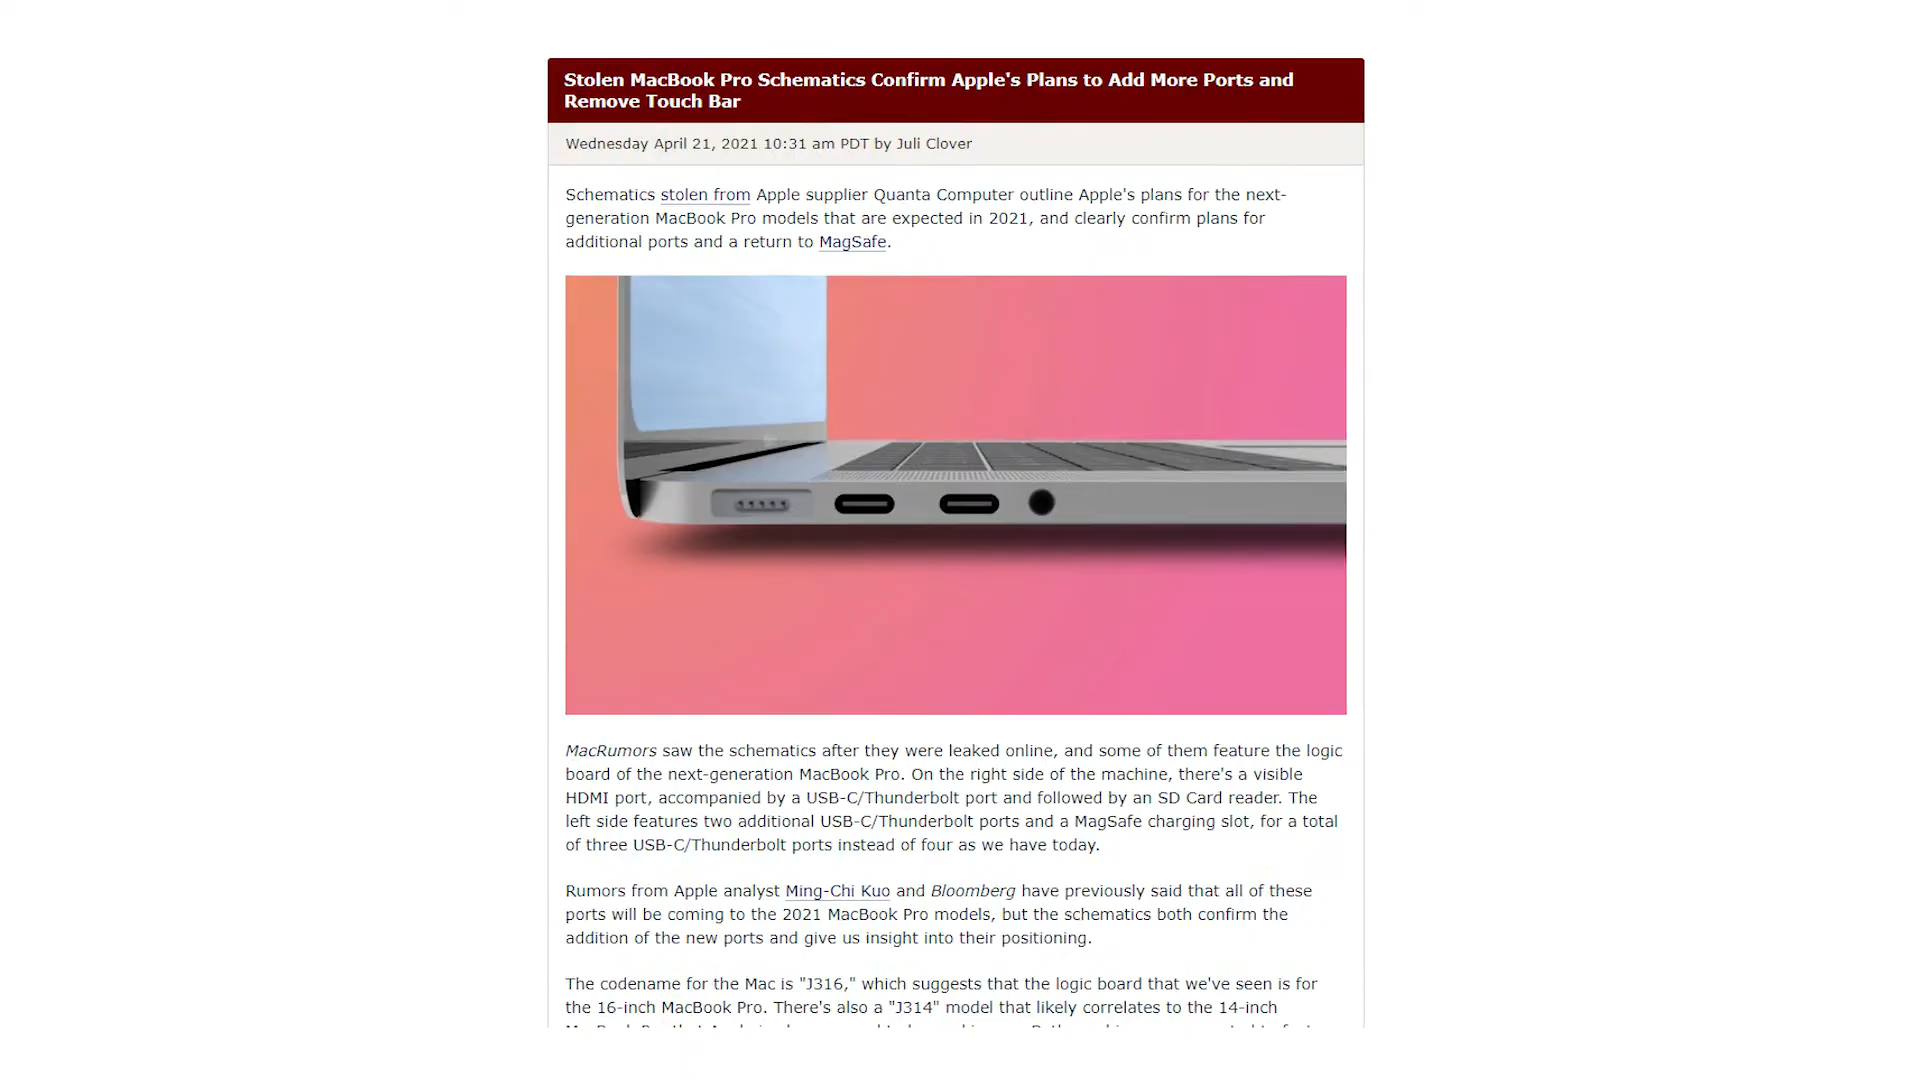 Stolen MacBook Pro Schematics Confirm Apple's Plans to Add More Ports and
Remove Touch Bar
Wednesday April 21, 2021 10:31 am PDT by Juli Clover
Schematics stolen from Apple supplier Quanta Computer outline Apple's plans for the next-
generation MacBook Pro models that are expected in 2021, and clearly confirm plans for
additional ports and a return to MagSafe.
MacRumors saw the schematics after they were leaked online, and some of them feature the logic
board of the next-generation MacBook Pro. On the right side of the machine, there's a visible
HDMI port, accompanied by a USB-C/Thunderbolt port and followed by an SD Card reader. The
left side features two additional USB-C/Thunderbolt ports and a MagSafe charging slot, for a total
of three USB-C/Thunderbolt ports instead of four as we have today.
Rumors from Apple analyst Ming-Chi Kuo and Bloomberg have previously said that all of these
ports will be coming to the 2021 MacBook Pro models, but the schematics both confirm the
addition of the new ports and give us insight into their positioning.
The codename for the Mac is "J316," which suggests that the logic board that we've seen is for
the 16-inch MacBook Pro. There's also a "J314" model that likely correlates to the 14-inch